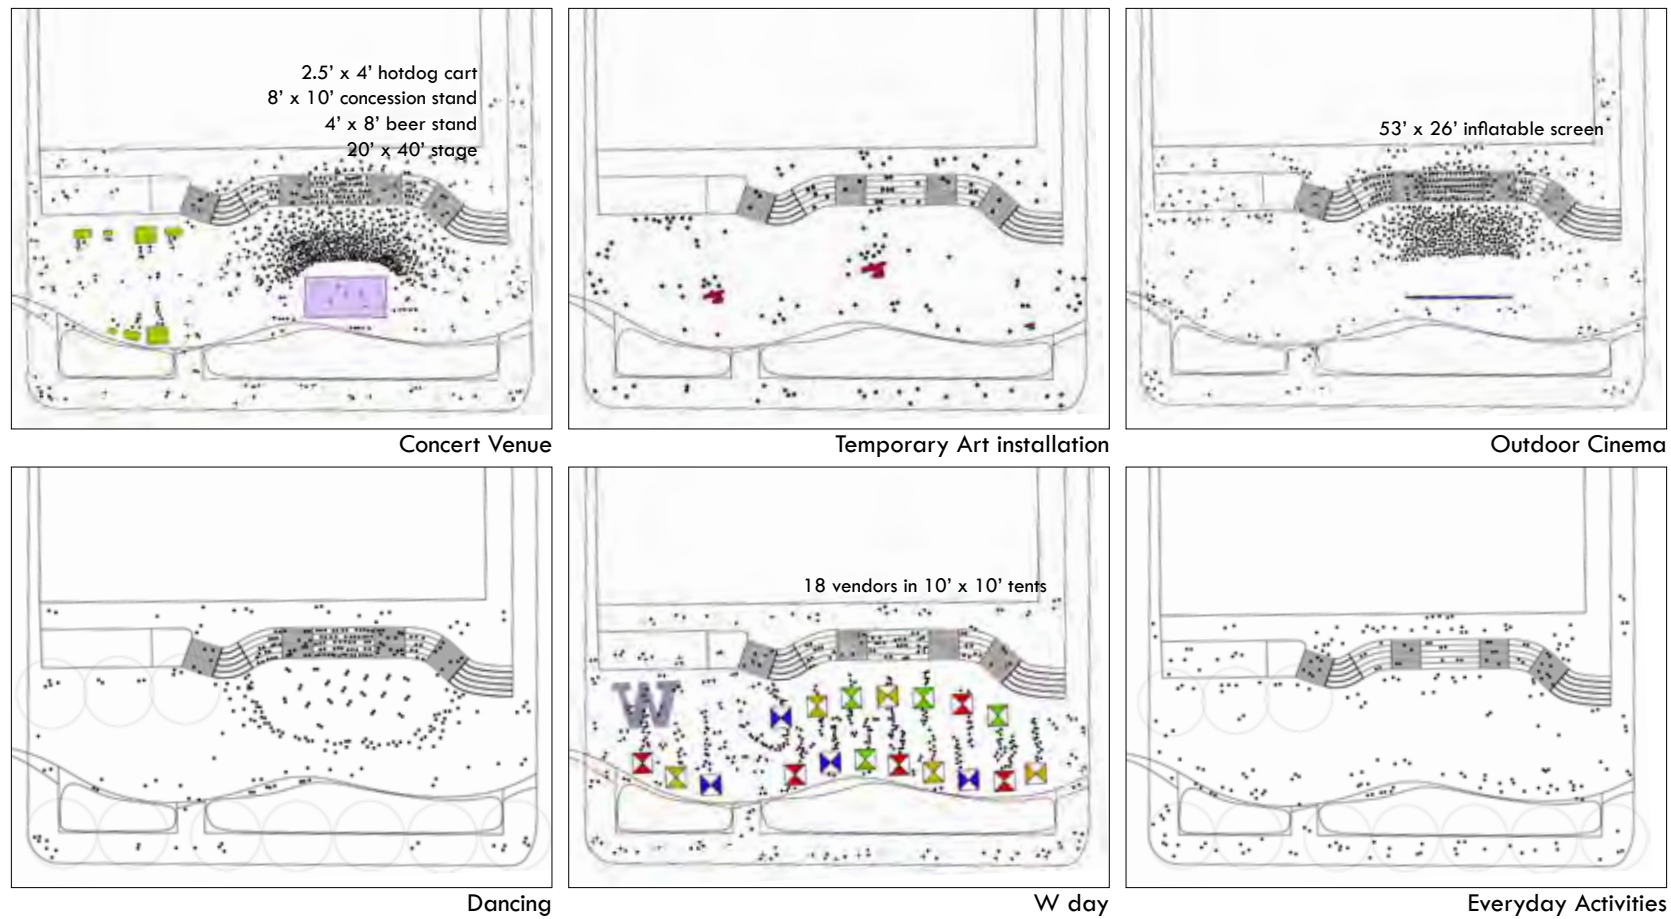 2.5’ x 4’ hotdog cart
8’ x 10’ concession stand
4’ x 8’ beer stand
20’ x 40’ stage
Concert Venue
Temporary Art installation
53’ x 26’ inflatable screen
Outdoor Cinema
Dancing
18 vendors in 10’ x 10’ tents
W
W day
Everyday Activities